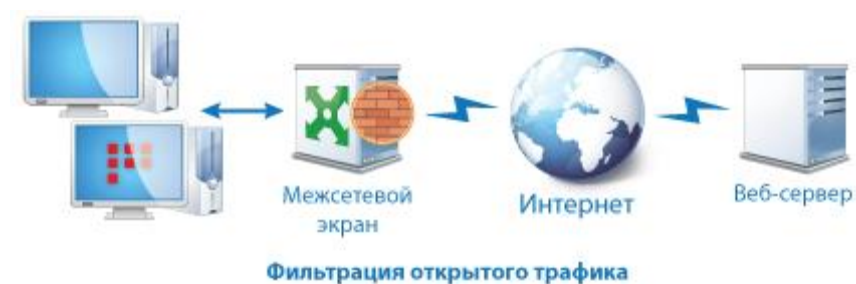 Межсетевой
экран
Интернет
Веб-сервер
Фильтрация открытого трафика